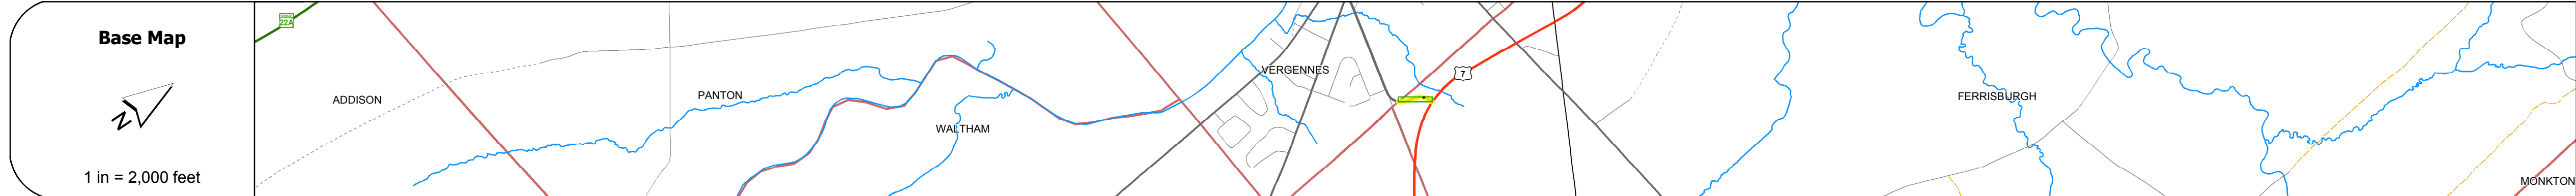 Base Map
N
1 in = 2,000 feet
22A
ADDISON
PANTON
WALTHAM
VERGENNES
7
FERRISBURGH
MONKTON